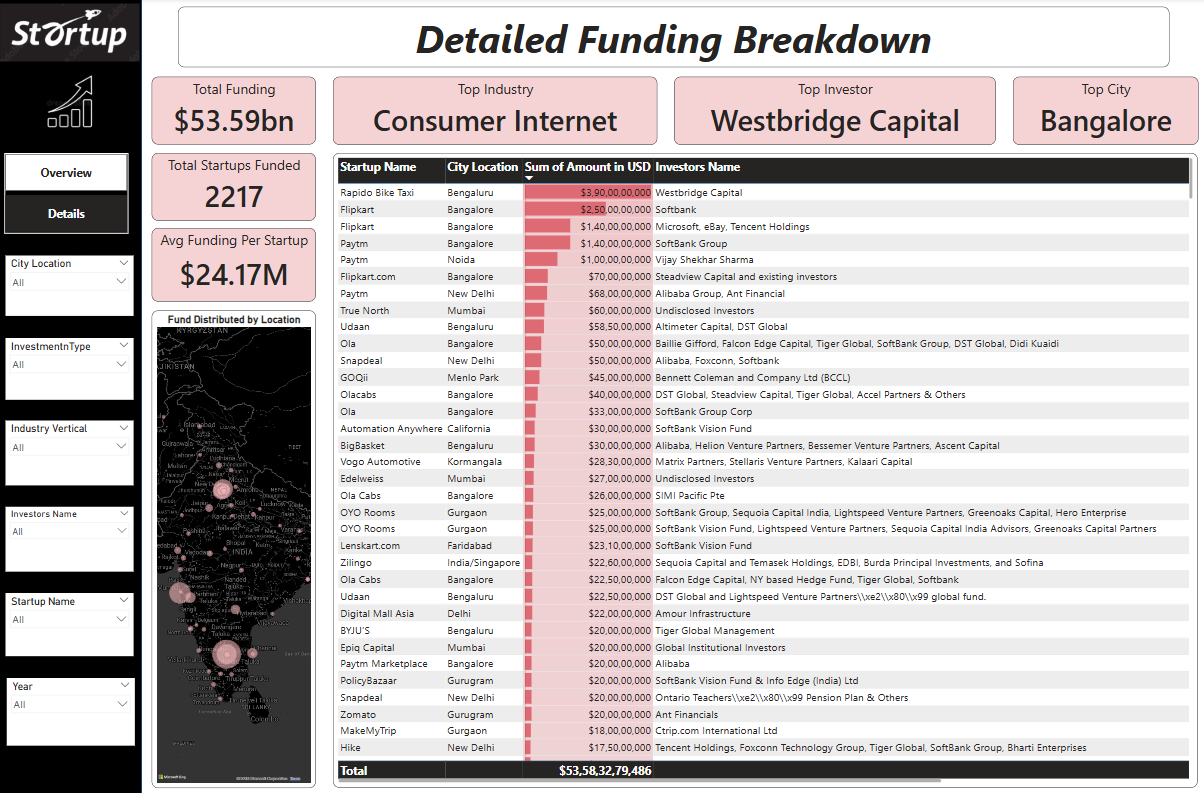 Startup
Detailed Funding Breakdown
Total Funding
$53.59bn
Top Industry
Consumer Internet
Top Investor
Westbridge Capital
Top City
Bangalore
Overview
Details
Total Startups Funded
2217
Avg Funding Per Startup
$24.17M
City Location
All
InvestmentnType
All
Industry Vertical
All
Investors Name
All
Startup Name
All
Year
All
Fund Distributed by Location
KYRGYZSTAN
Islamabad
Lahore
TIBET
NEPAL
Jaipur
Bhopal
INDIA
Nagpur
Nashik
Nanded
Hyderabad
Chennai
SRI LANKA
Colombo
Microsoft Bing
Startup Name City Location Sum of Amount in USD Investors Name
Rapido Bike Taxi Bengaluru $3,90,00,00,000 Westbridge Capital
Flipkart Bangalore $2,50,00,00,000 Softbank
Flipkart Bangalore $1,40,00,00,000 Microsoft, eBay, Tencent Holdings
Paytm Bangalore $1,40,00,00,000 SoftBank Group
Paytm Noida $1,00,00,00,000 Vijay Shekhar Sharma
Flipkart.com Bangalore $70,00,00,000 Steadview Capital and existing investors
Paytm New Delhi $68,00,00,000 Alibaba Group, Ant Financial
True North Mumbai $60,00,00,000 Undisclosed Investors
Udaan Bengaluru $58,50,00,000 Altimeter Capital, DST Global
Ola Bangalore $50,00,00,000 Baillie Gifford, Falcon Edge Capital, Tiger Global, SoftBank Group, DST Global, Didi Kuaidi
Snapdeal New Delhi $50,00,00,000 Alibaba, Foxconn, Softbank
GOQii Menlo Park $45,00,00,000 Bennett Coleman and Company Ltd (BCCL)
Olacabs Bangalore $40,00,00,000 DST Global, Steadview Capital, Tiger Global, Accel Partners & Others
Ola Bangalore $33,00,00,000 SoftBank Group Corp
Automation Anywhere California $30,00,00,000 SoftBank Vision Fund
BigBasket Bengaluru $30,00,00,000 Alibaba, Helion Venture Partners, Bessemer Venture Partners, Ascent Capital
Vogo Automotive Kormangala $28,30,00,000 Matrix Partners, Stellaris Venture Partners, Kalaari Capital
Edelweiss Mumbai $27,00,00,000 Undisclosed Investors
Ola Cabs Bangalore $26,00,00,000 SIMI Pacific Pte
OYO Rooms Gurgaon $25,00,00,000 SoftBank Group, Sequoia Capital India, Lightspeed Venture Partners, Greenoaks Capital, Hero Enterprise
OYO Rooms Gurgaon $25,00,00,000 SoftBank Vision Fund, Lightspeed Venture Partners, Sequoia Capital India Advisors, Greenoaks Capital Partners
Lenskart.com Faridabad $23,10,00,000 SoftBank Vision Fund
Zilingo India/Singapore $22,60,00,000 Sequoia Capital and Temasek Holdings, EDBI, Burda Principal Investments, and Sofina
Ola Cabs Bangalore $22,50,00,000 Falcon Edge Capital, NY based Hedge Fund, Tiger Global, Softbank
Udaan Bengaluru $22,50,00,000 DST Global and Lightspeed Venture Partners\\xe2\\x80\\x99 global fund.
Digital Mall Asia Delhi $22,00,00,000 Amour Infrastructure
BYJU'S Bengaluru $20,00,00,000 Tiger Global Management
Epiq Capital Mumbai $20,00,00,000 Global Institutional Investors
Paytm Marketplace Bangalore $20,00,00,000 Alibaba
PolicyBazaar Gurugram $20,00,00,000 SoftBank Vision Fund & Info Edge (India) Ltd
Snapdeal New Delhi $20,00,00,000 Ontario Teachers\\xe2\\x80\\x99 Pension Plan & Others
Zomato Gurugram $20,00,00,000 Ant Financials
MakeMyTrip Gurgaon $18,00,00,000 Ctrip.com International Ltd
Hike New Delhi $17,50,00,000 Tencent Holdings, Foxconn Technology Group, Tiger Global, SoftBank Group, Bharti Enterprises
Total $53,58,32,79,486